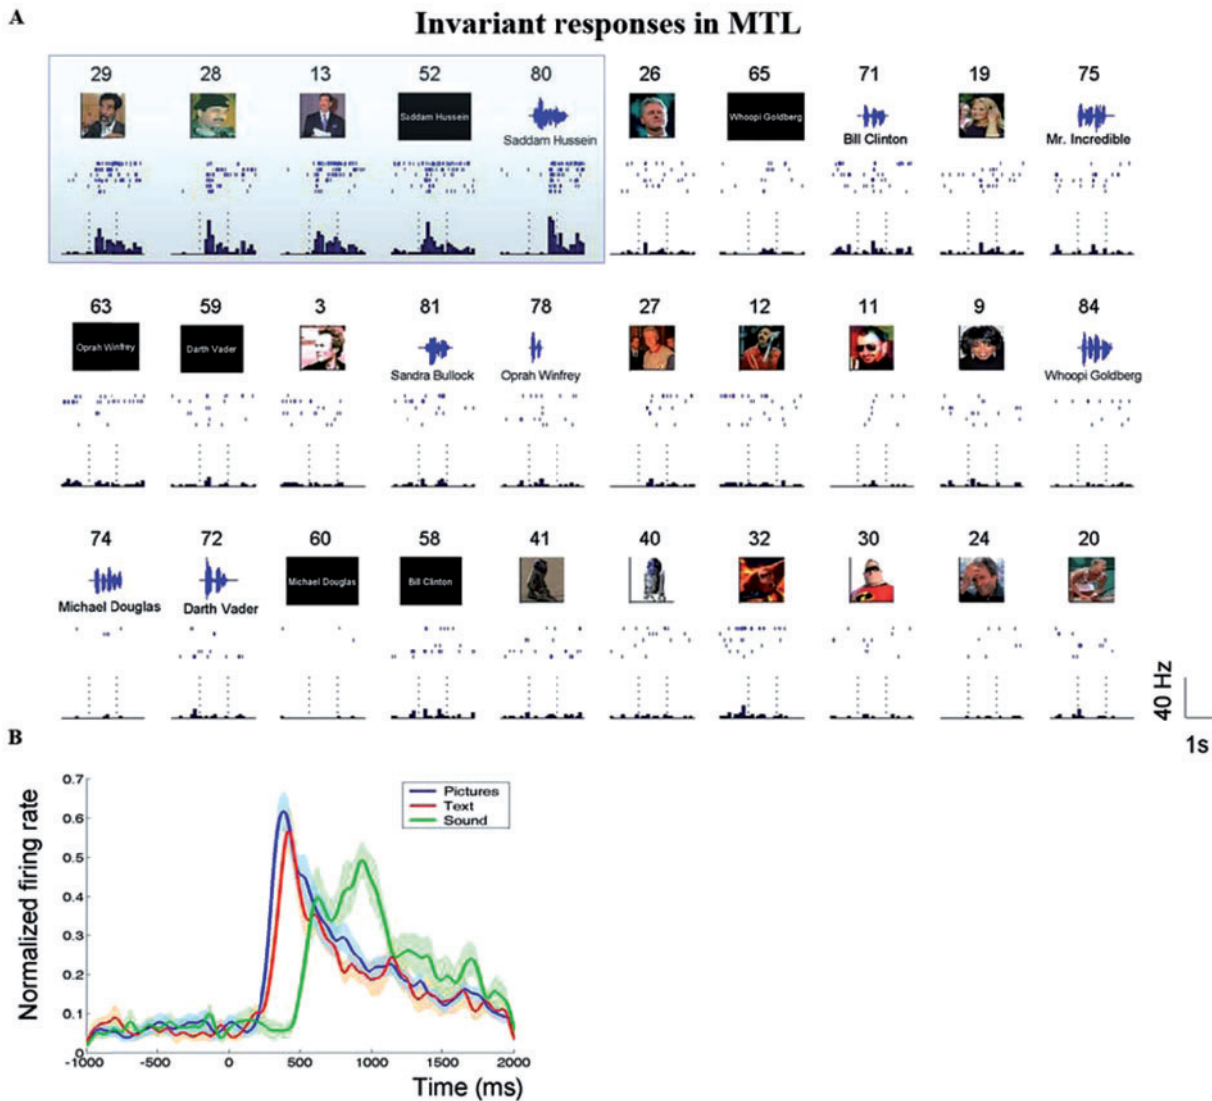 A
Invariant responses in MTL
29 28 13 52 80 26 65 71 19 75
Saddam Hussein
Whoopi Goldberg
Saddam Hussein
Bill Clinton
Mr. Incredible
63 59 3 81 78 27 12 11 9 84
Oprah Winfrey
Darth Vader
Sandra Bullock
Oprah Winfrey
Whoopi Goldberg
74 72 60 58 41 40 32 30 24 20
Michael Douglas
Bill Clinton
Michael Douglas
Darth Vader
40 Hz
1s
B
0.7
0.6
0.5
0.4
0.3
0.2
0.1
0
Normalized firing rate
Pictures
Text
Sound
-1000 -500 0 500 1000 1500 2000
Time (ms)